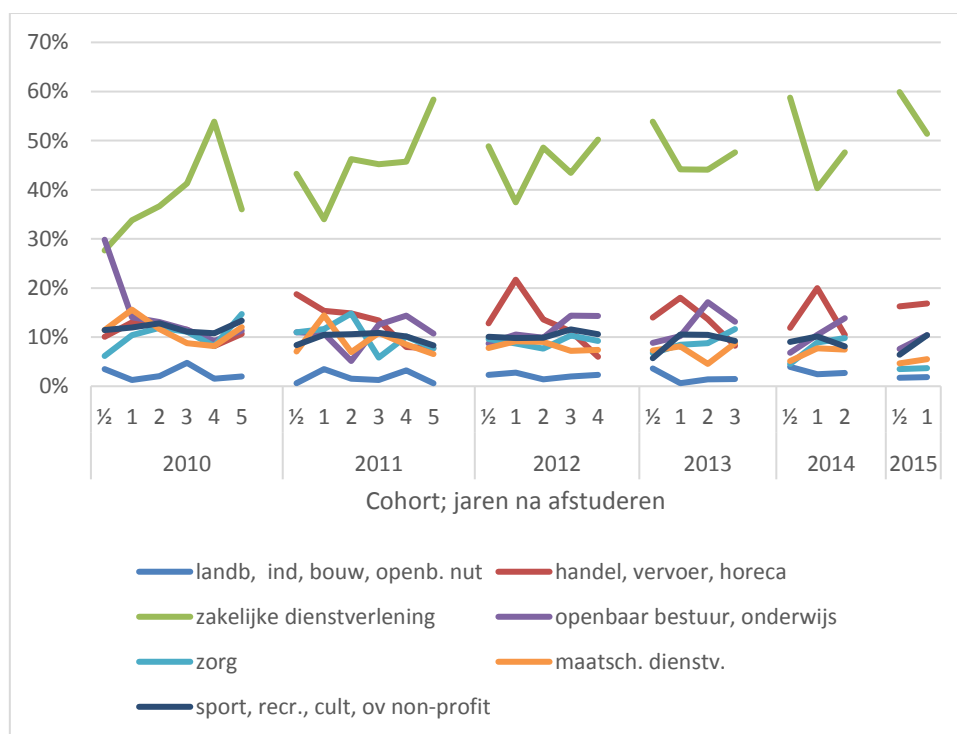 70%
60%
50%
40%
30%
20%
10%
0%
½ 1 2 3 4 5 ½ 1 2 3 4 5 ½ 1 2 3 4 ½ 1 2 3 ½ 1 2 ½ 1
2010 2011 2012 2013 2014 2015
Cohort; jaren na afstuderen
landb, ind, bouw, openb. nut handel, vervoer, horeca
zakelijke dienstverlening openbaar bestuur, onderwijs
zorg maatsch. dienstv.
sport, recr., cult, ov non-profit